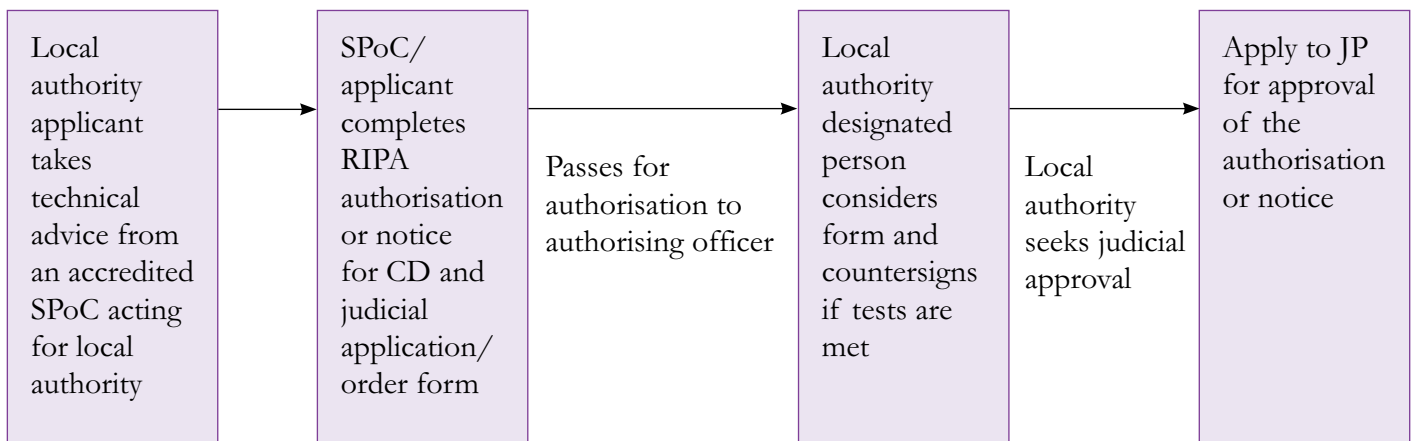 Local
authority
applicant
takes
technical
advice from
an accredited
SPoC acting
for local
authority
SPoC/
applicant
completes
RIPA
authorisation
or notice
for CD and
judicial
application/
order form
Passes for
authorisation to
authorising officer
Local
authority
designated
person
considers
form and
countersigns
if tests are
met
Local
authority
seeks judicial
approval
Apply to JP
for approval
of the
authorisation
or notice